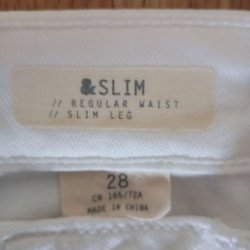 &SLIM
// REGULAR WAIST
// SLIM LEG
28
CN 165/72A
MADE IN CHINA